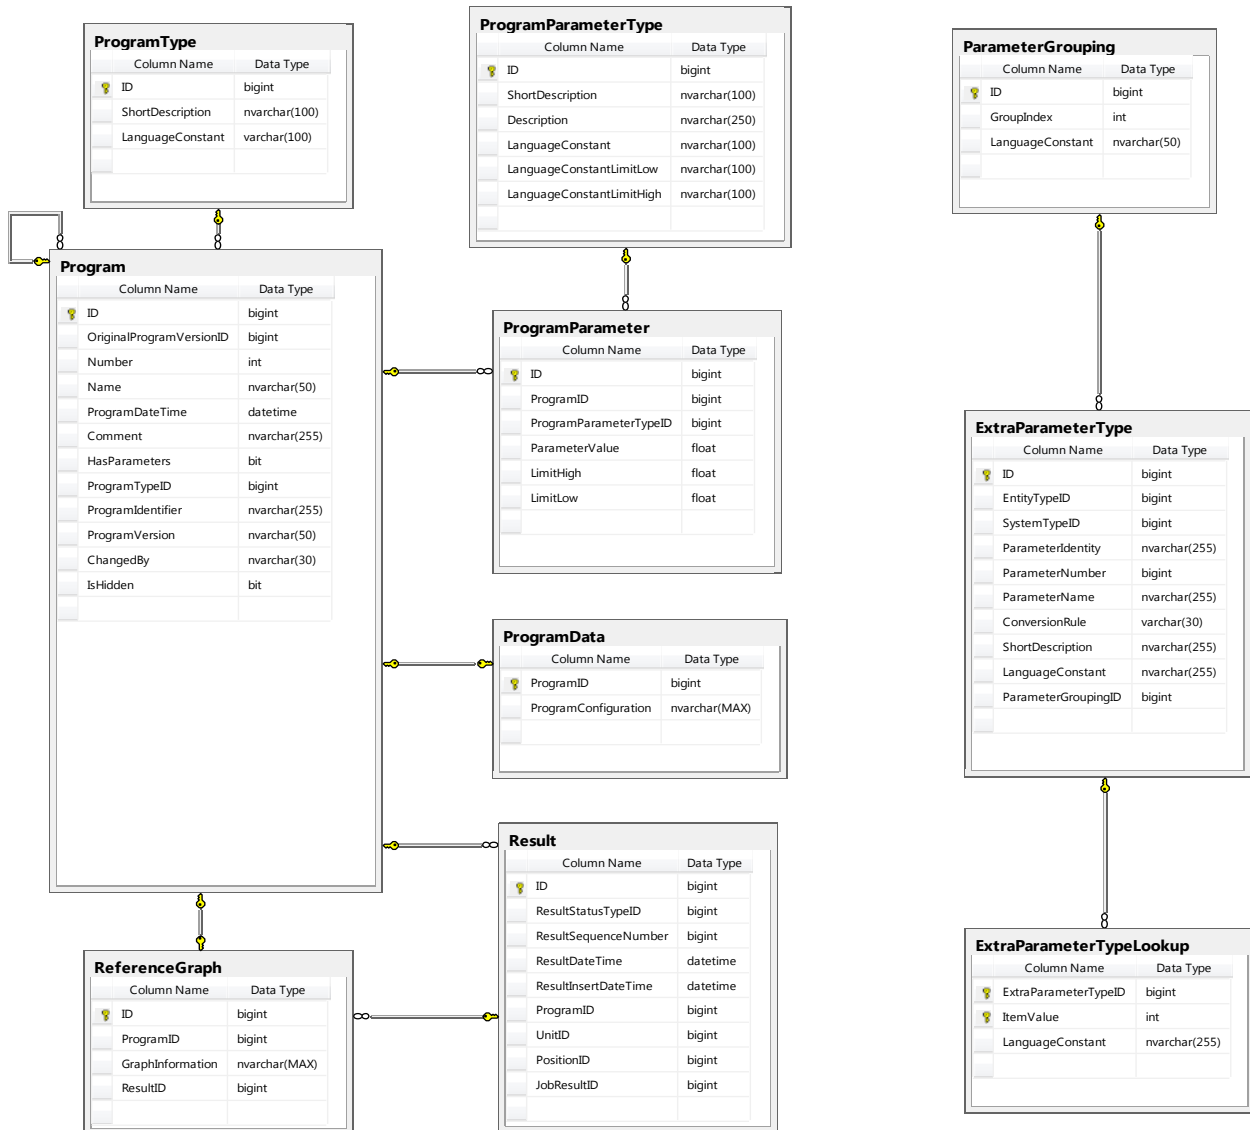 ProgramType
Column Name Data Type
ID bigint
ShortDescription nvarchar(100)
LanguageConstant varchar(100)
ProgramParameterType
Column Name Data Type
ID bigint
ShortDescription nvarchar(100)
Description nvarchar(250)
LanguageConstant nvarchar(100)
LanguageConstantLimitLow nvarchar(100)
LanguageConstantLimitHigh nvarchar(100)
ParameterGrouping
Column Name Data Type
ID bigint
GroupIndex int
LanguageConstant nvarchar(50)
Program
Column Name Data Type
ID bigint
OriginalProgramVersionID bigint
Number int
Name nvarchar(50)
ProgramDateTime datetime
Comment nvarchar(255)
HasParameters bit
ProgramTypeID bigint
ProgramIdentifier nvarchar(255)
ProgramVersion nvarchar(50)
ChangedBy nvarchar(30)
IsHidden bit
ProgramParameter
Column Name Data Type
ID bigint
ProgramID bigint
ProgramParameterTypeID bigint
ParameterValue float
LimitHigh float
LimitLow float
ExtraParameterType
Column Name Data Type
ID bigint
EntityTypeID bigint
SystemTypeID bigint
ParameterIdentity nvarchar(255)
ParameterNumber bigint
ParameterName nvarchar(255)
ConversionRule varchar(30)
ShortDescription nvarchar(255)
LanguageConstant nvarchar(255)
ParameterGroupingID bigint
ProgramData
Column Name Data Type
ProgramID bigint
ProgramConfiguration nvarchar(MAX)
Result
Column Name Data Type
ID bigint
ResultStatusTypeID bigint
ResultSequenceNumber bigint
ResultDateTime datetime
ResultInsertDateTime datetime
ProgramID bigint
UnitID bigint
PositionID bigint
JobResultID bigint
ReferenceGraph
Column Name Data Type
ID bigint
ProgramID bigint
GraphInformation nvarchar(MAX)
ResultID bigint
ExtraParameterTypeLookup
Column Name Data Type
ExtraParameterTypeID bigint
ItemValue int
LanguageConstant nvarchar(255)